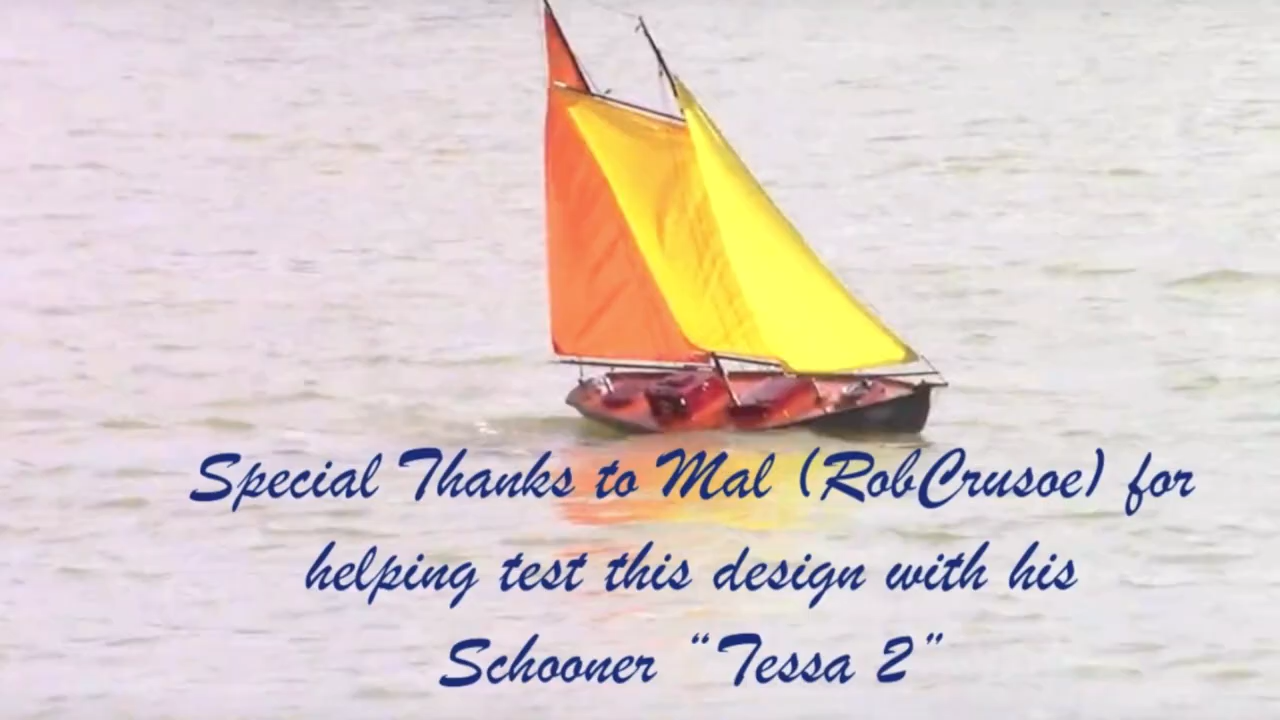 Special Thanks to Mal (RobCrusoe) for
helping test this design with his
Schooner “Tessa 2”